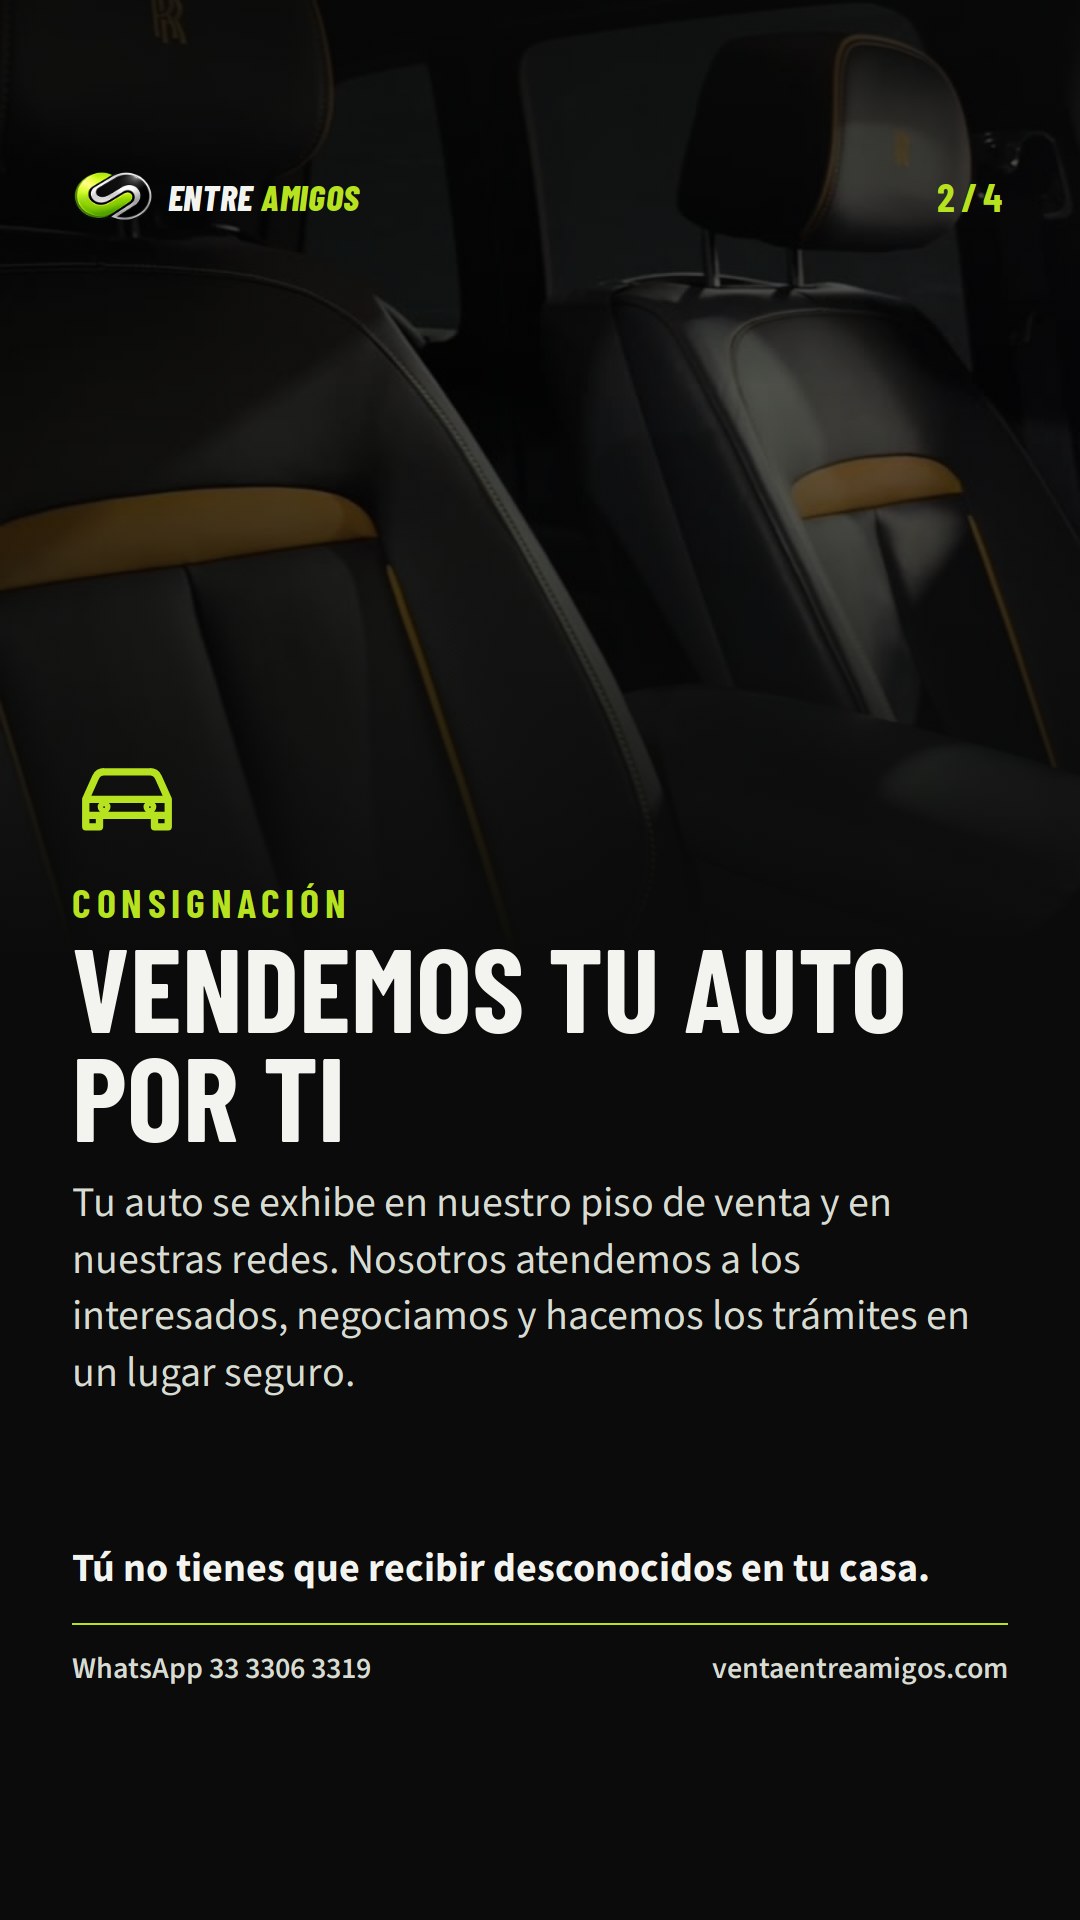 ENTRE AMIGOS
2/4
CONSIGNACIÓN
VENDEMOS TU AUTO
POR TI
Tu auto se exhibe en nuestro piso de venta y en
nuestras redes. Nosotros atendemos a los
interesados, negociamos y hacemos los trámites en
un lugar seguro.
Tú no tienes que recibir desconocidos en tu casa.
WhatsApp 33 3306 3319
ventaentreamigos.com